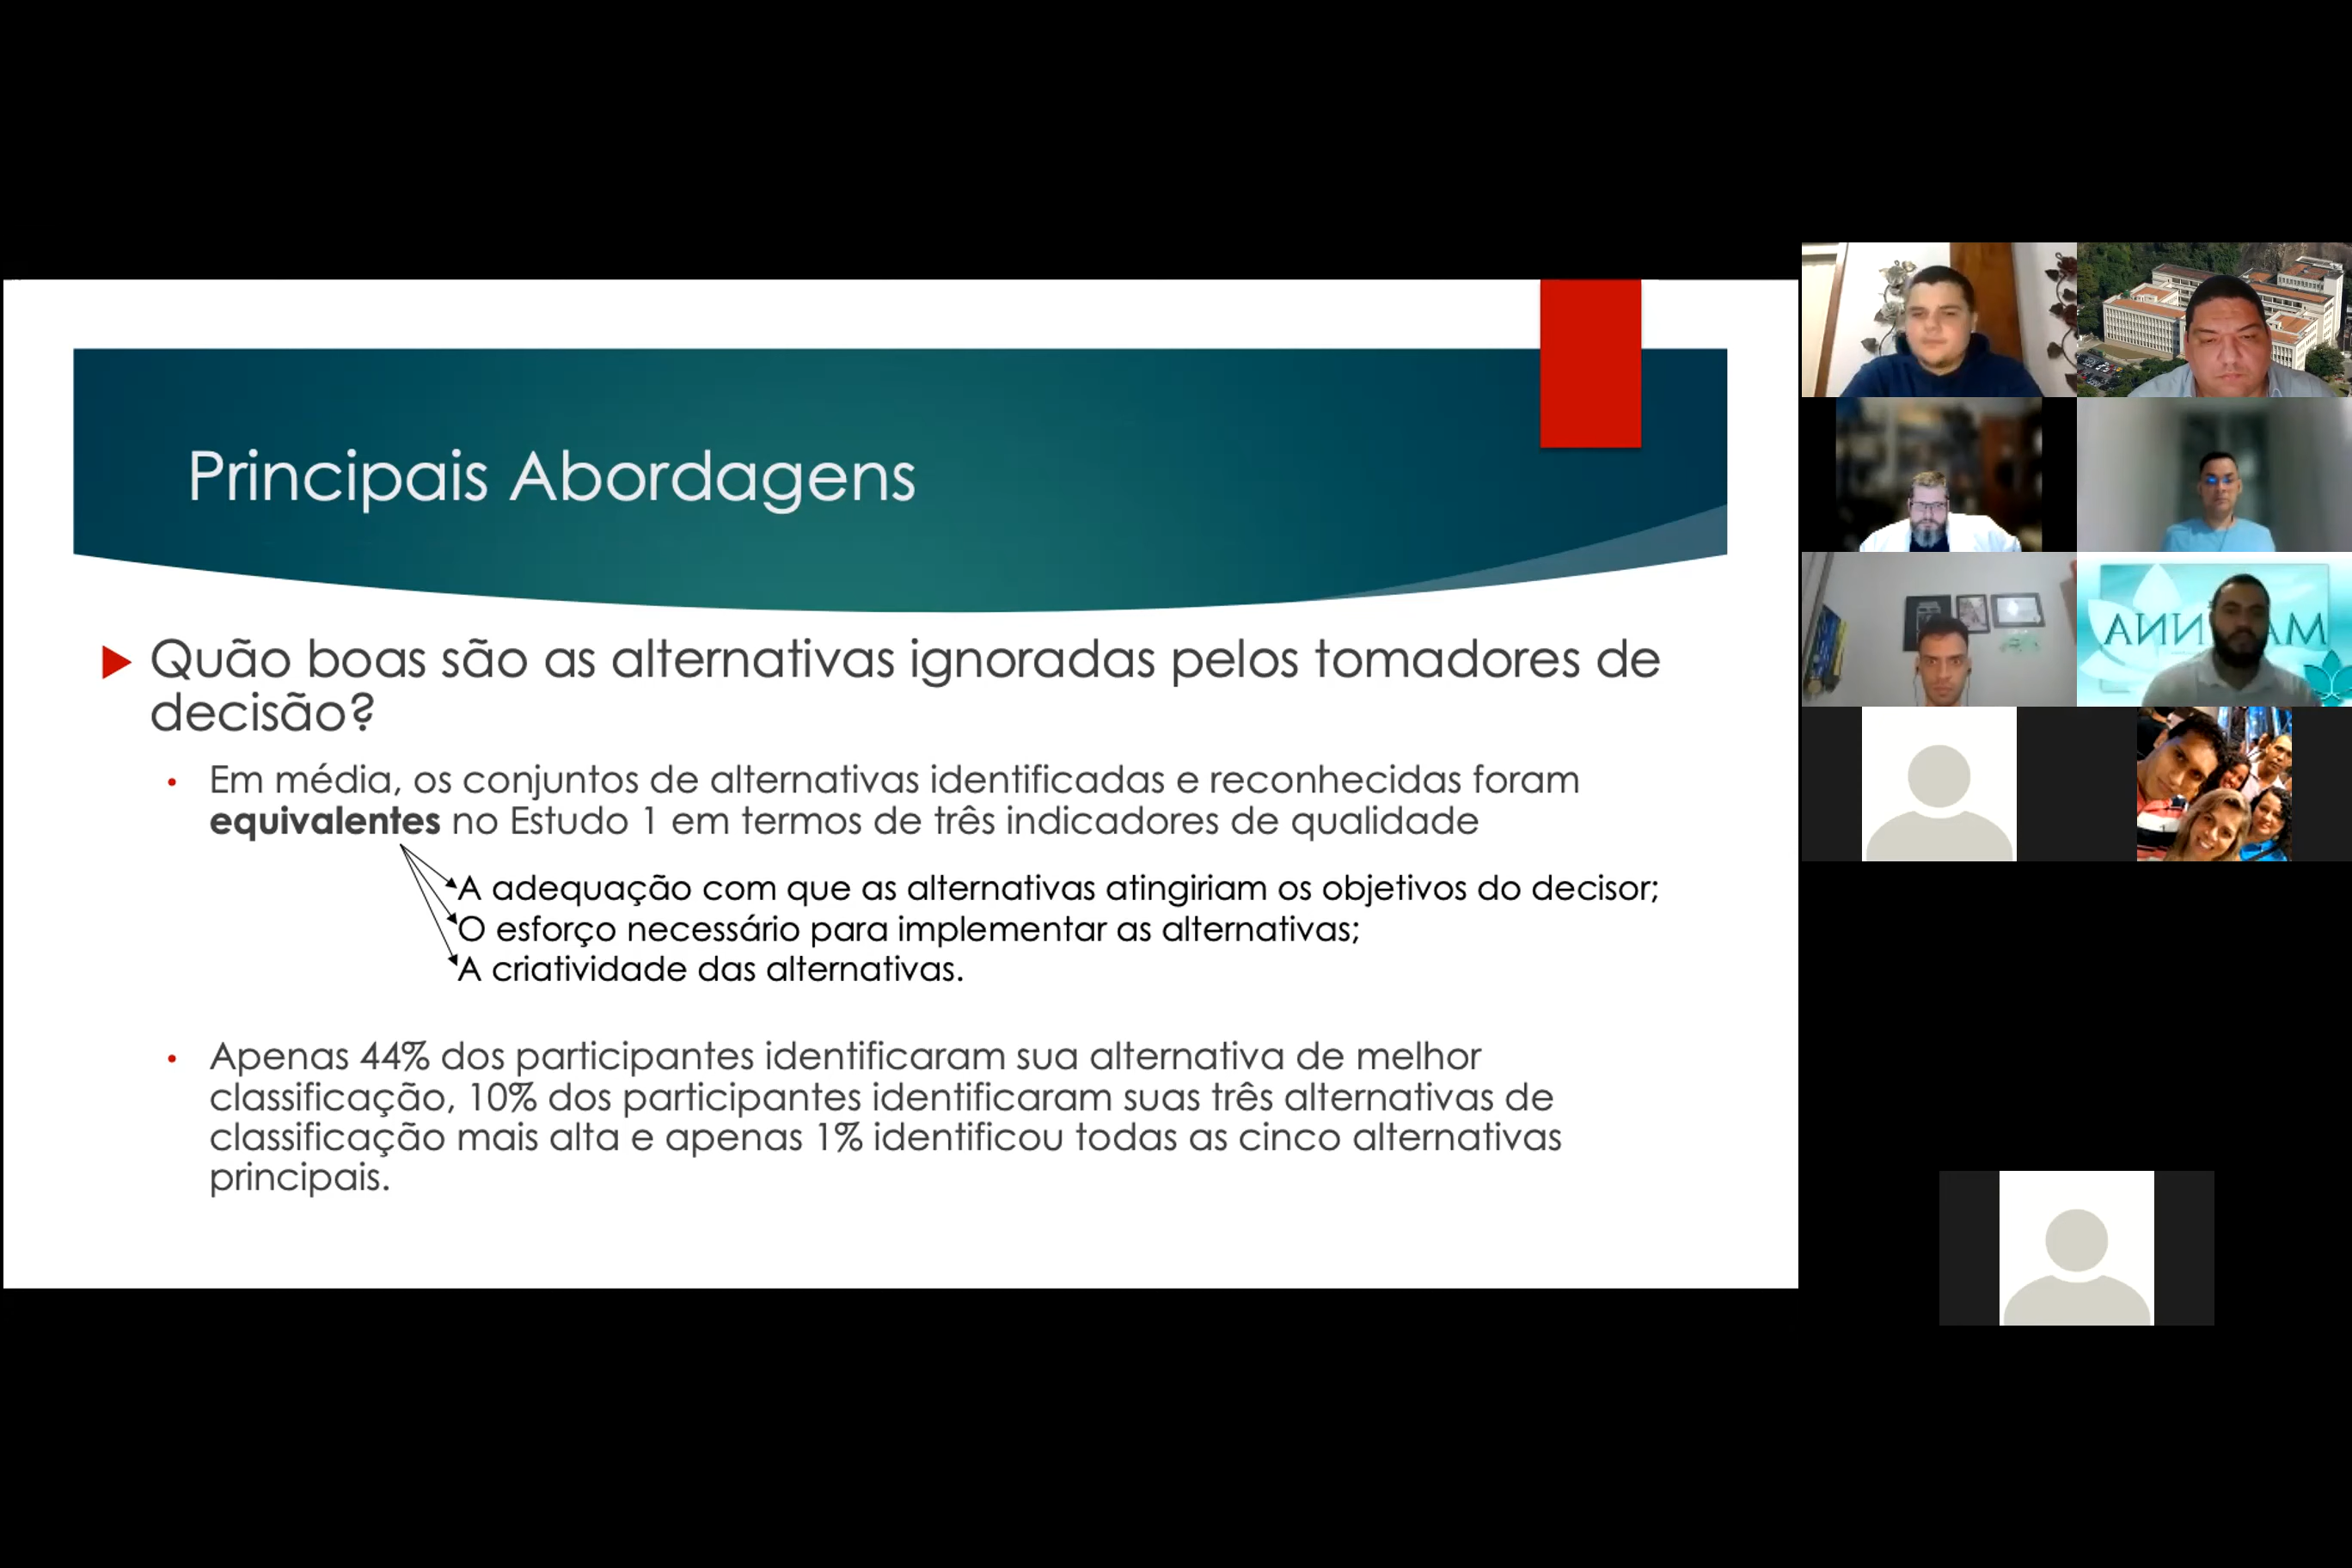 Principais Abordagens
Quão boas são as alternativas ignoradas pelos tomadores de
decisão?
Em média, os conjuntos de alternativas identificadas e reconhecidas foram
equivalentes no Estudo 1 em termos de três indicadores de qualidade
A adequação com que as alternativas atingiriam os objetivos do decisor;
O esforço necessário para implementar as alternativas;
A criatividade das alternativas.
Apenas 44% dos participantes identificaram sua alternativa de melhor
classificação, 10% dos participantes identificaram suas três alternativas de
classificação mais alta e apenas 1% identificou todas as cinco alternativas
principais.